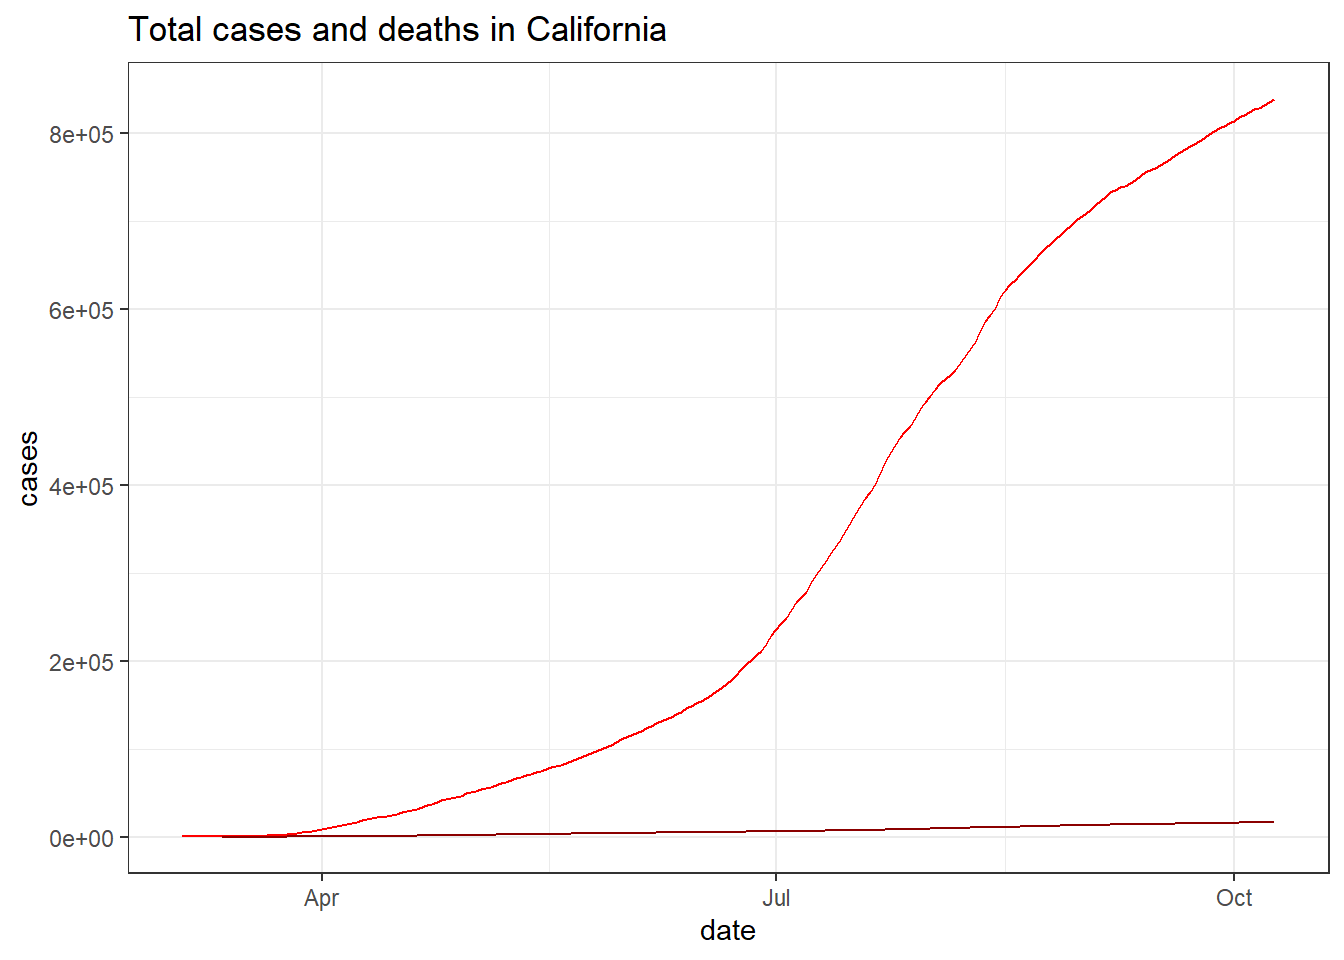 Total cases and deaths in California
8e+05
6e+05
4e+05
2e+05
0e+00
cases
Apr Jul Oct
date